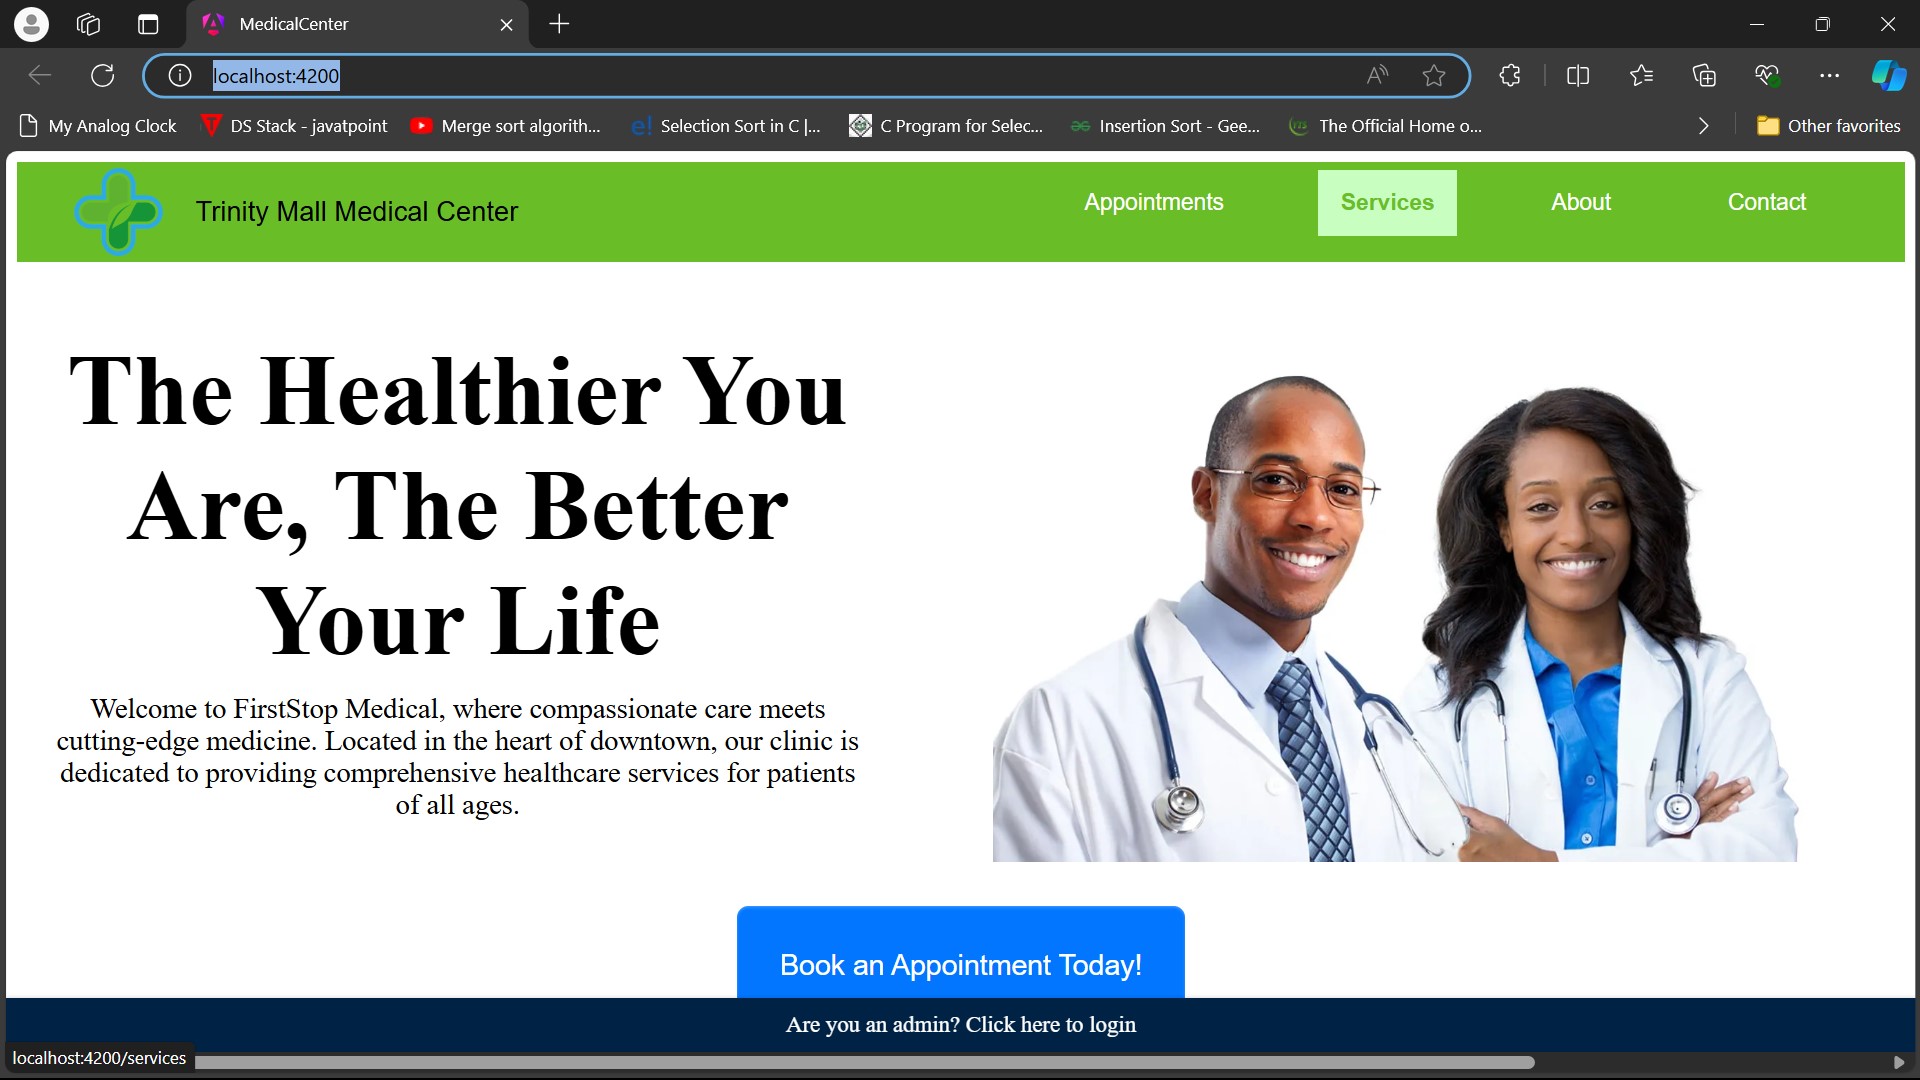 MedicalCenter
localhost:4200
My Analog Clock
DS Stack - javatpoint
Merge sort algorith...
Selection Sort in C |...
C Program for Selec...
Insertion Sort - Gee...
The Official Home o...
Other favorites
Trinity Mall Medical Center
Appointments
Services
About
Contact
The Healthier You
Are, The Better
Your Life
Welcome to FirstStop Medical, where compassionate care meets
cutting-edge medicine. Located in the heart of downtown, our clinic is
dedicated to providing comprehensive healthcare services for patients
of all ages.
Book an Appointment Today!
Are you an admin? Click here to login
localhost:4200/services